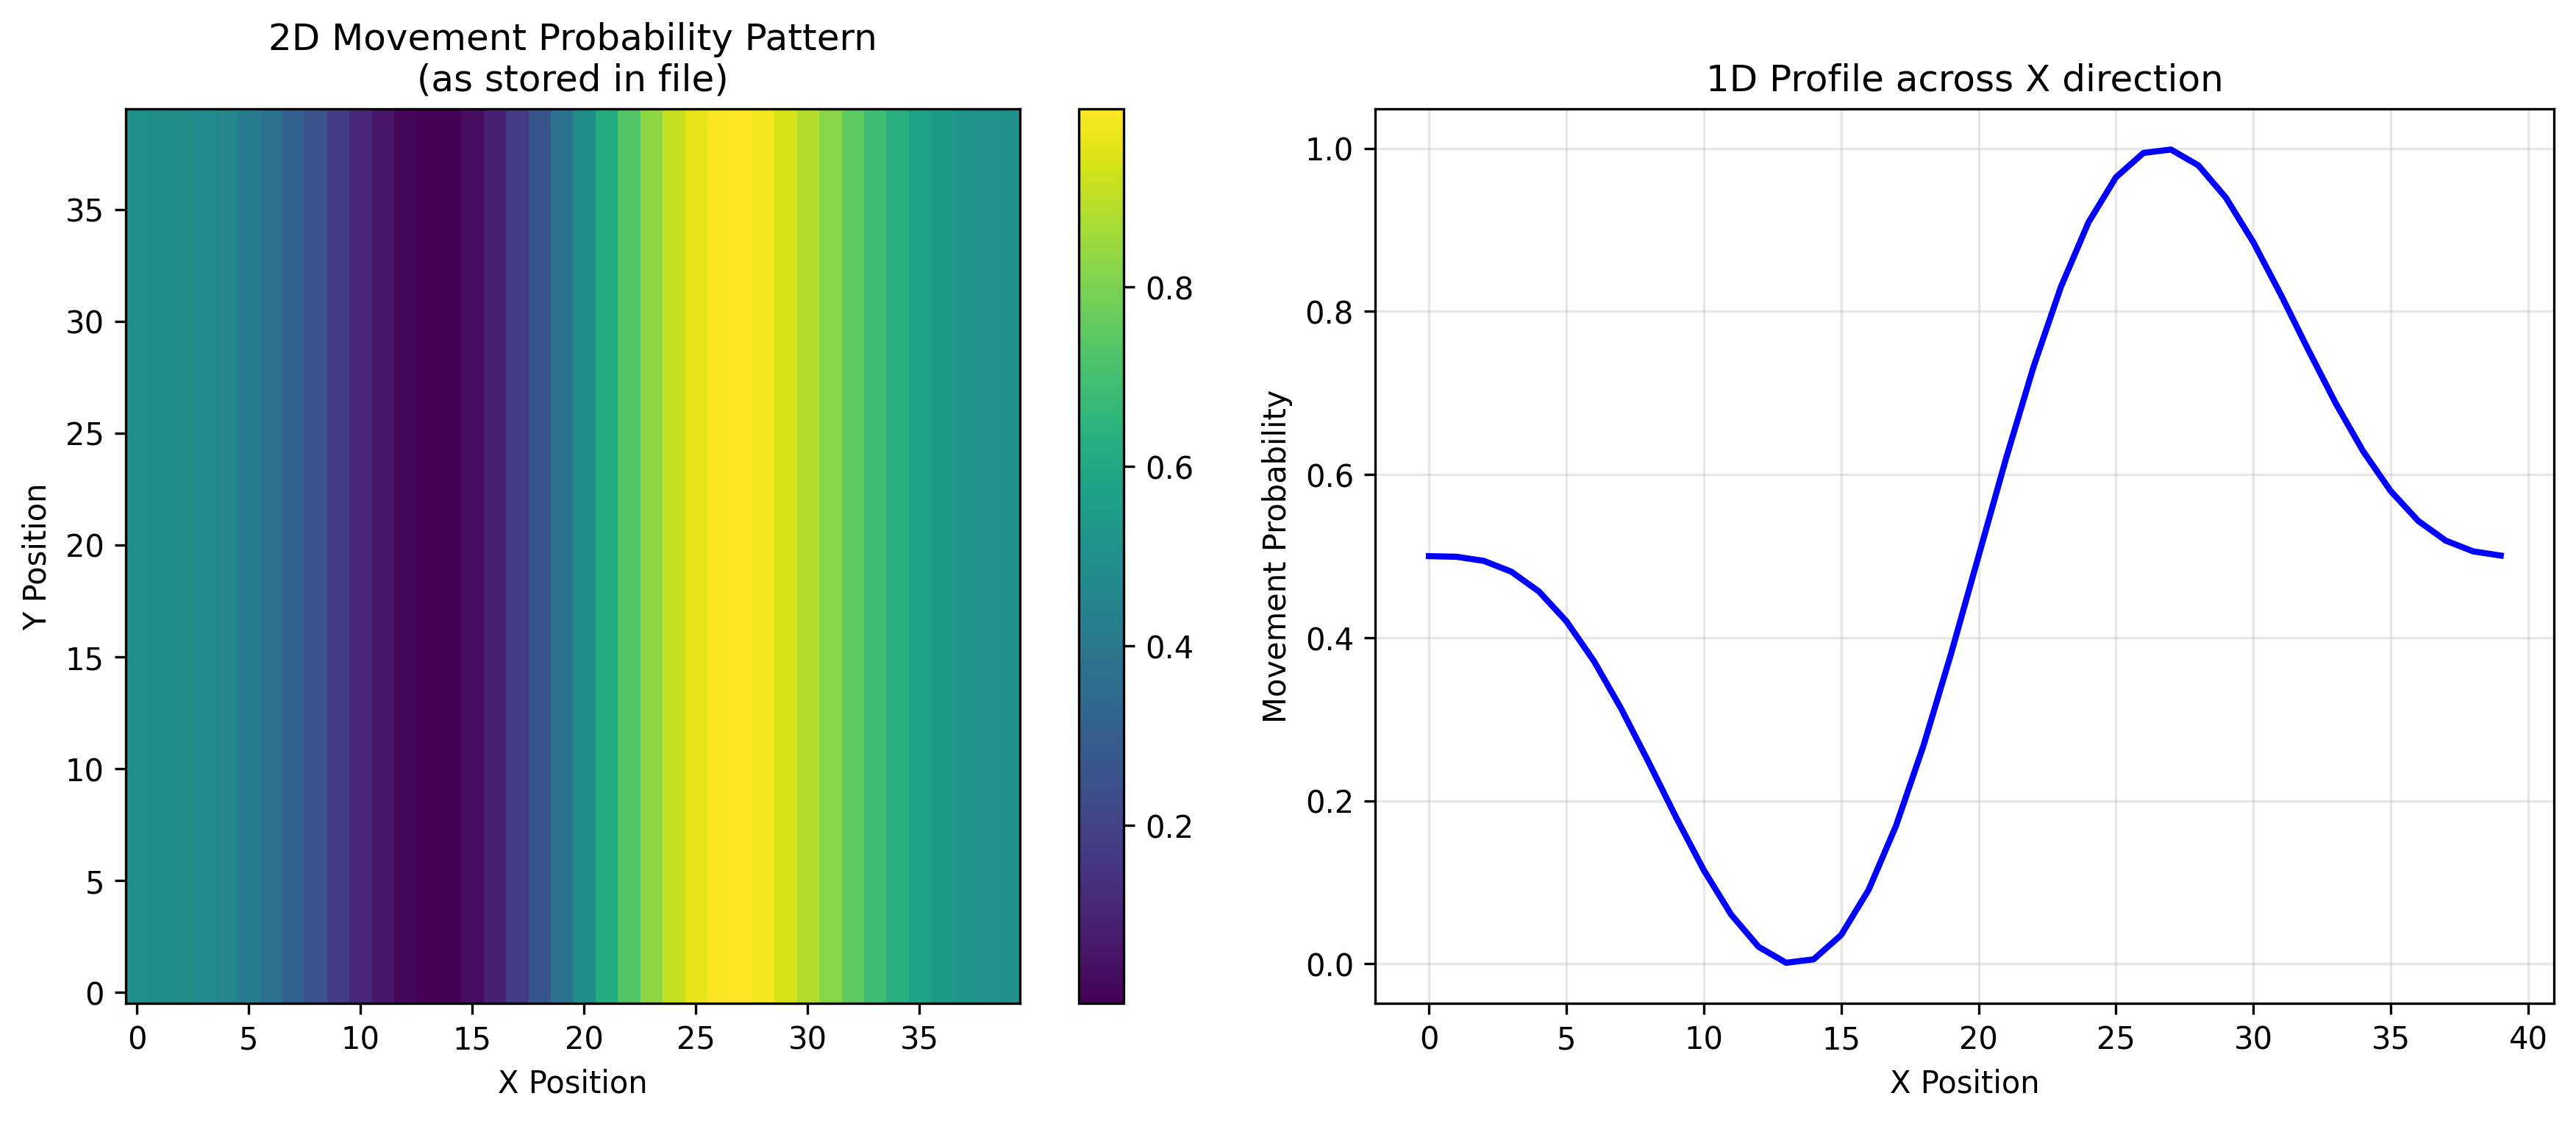 2D Movement Probability Pattern
(as stored in file)
35
30
25
20
15
10
5
0
Y Position
0 5 10 15 20 25 30 35
X Position
0.8
0.6
0.4
0.2
1D Profile across X direction
1.0
0.8
0.6
0.4
0.2
0.0
Movement Probability
0 5 10 15 20 25 30 35 40
X Position